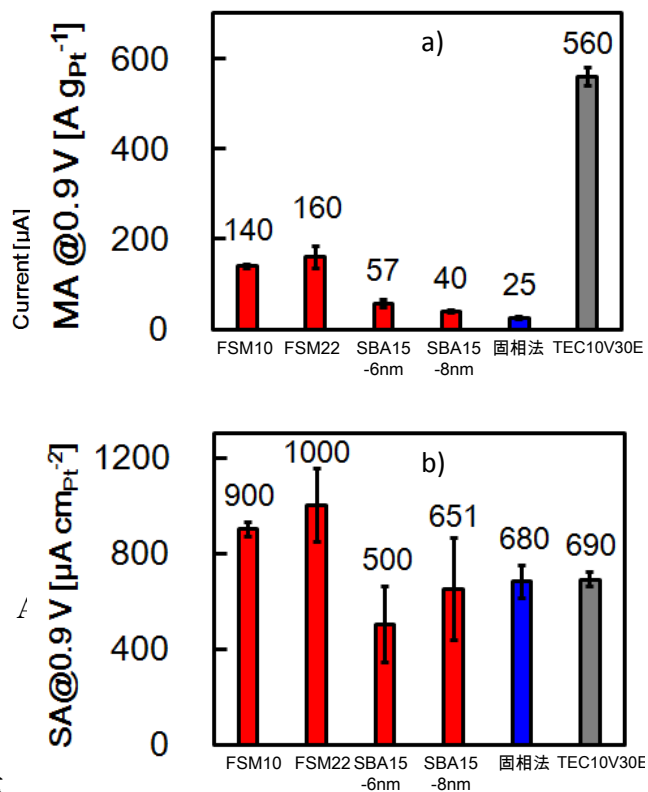 a)
MA @0.9 V [A gPt-1]
Current [µA]
600
400
200
0
140
160
57
40
25
560
FSM10
FSM22
SBA15
-6nm
SBA15
-8nm
固相法
TEC10V30E
b)
SA@0.9 V [µA cmPt-2]
1200
800
400
0
900
1000
500
651
680
690
FSM10
FSM22
SBA15
-6nm
SBA15
-8nm
固相法
TEC10V30E